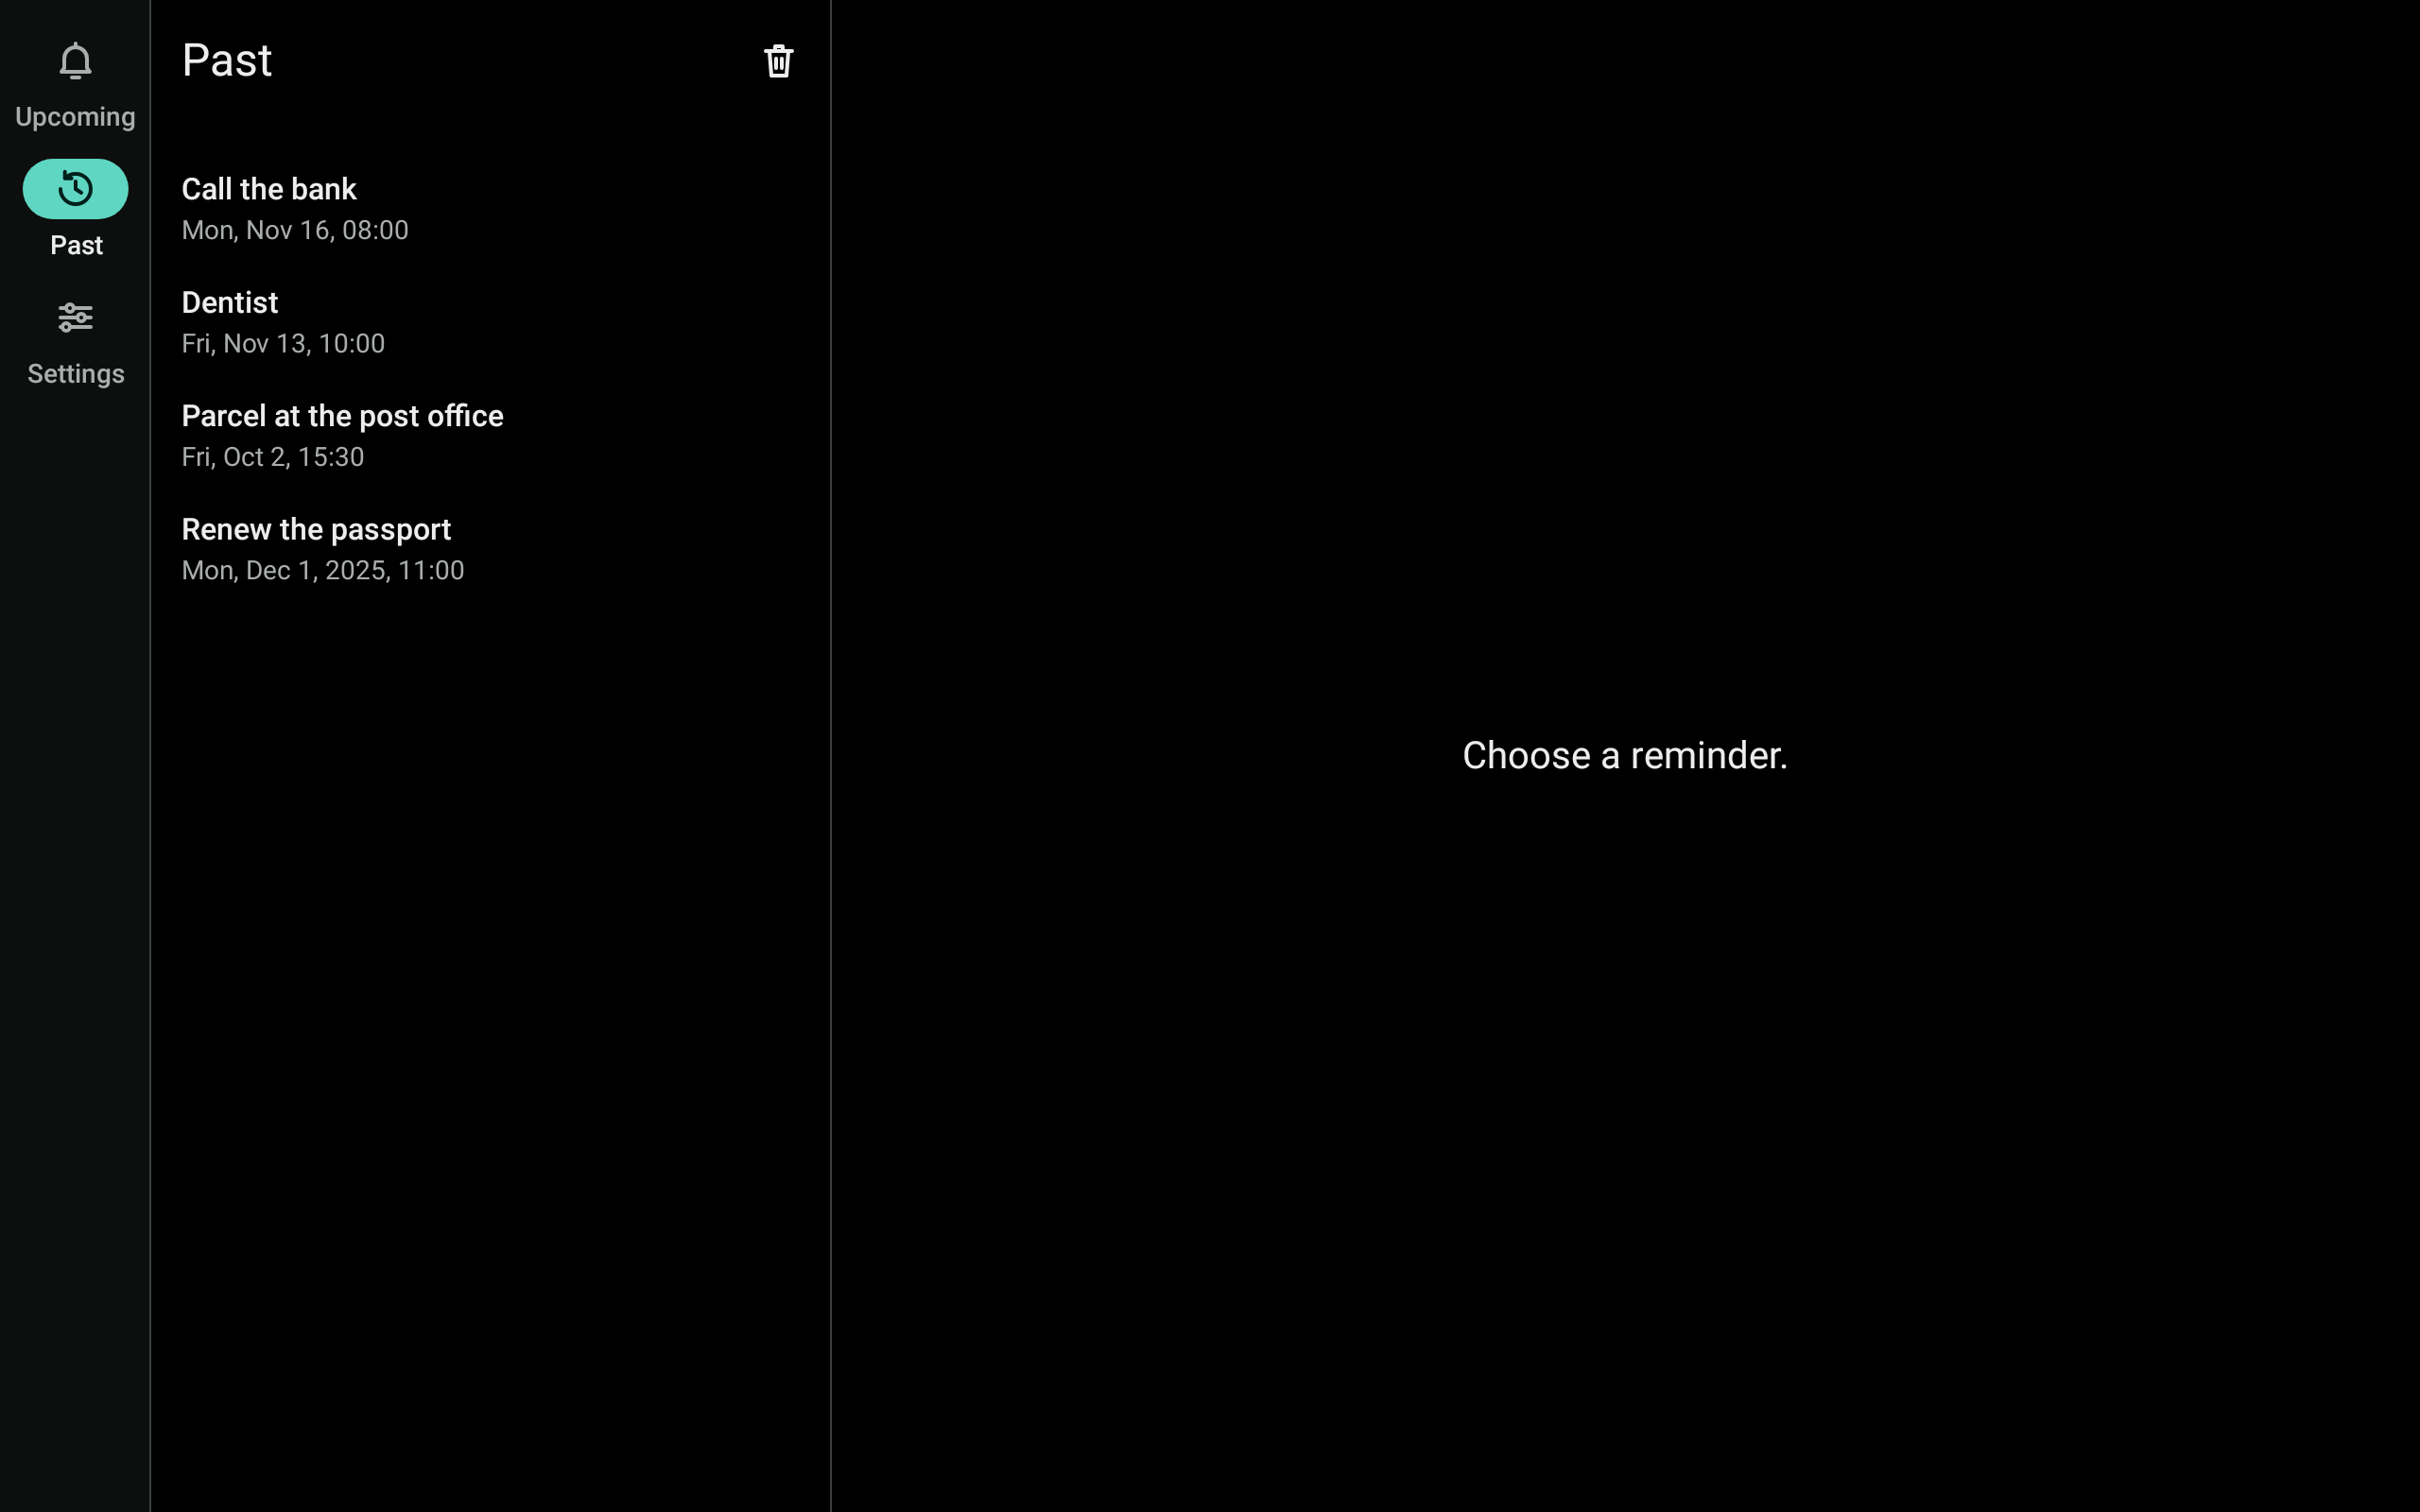 Upcoming
Past
Settings
Past
Call the bank
Mon, Nov 16, 08:00
Dentist
Fri, Nov 13, 10:00
Parcel at the post office
Fri, Oct 2, 15:30
Renew the passport
Mon, Dec 1, 2025, 11:00
Choose a reminder.